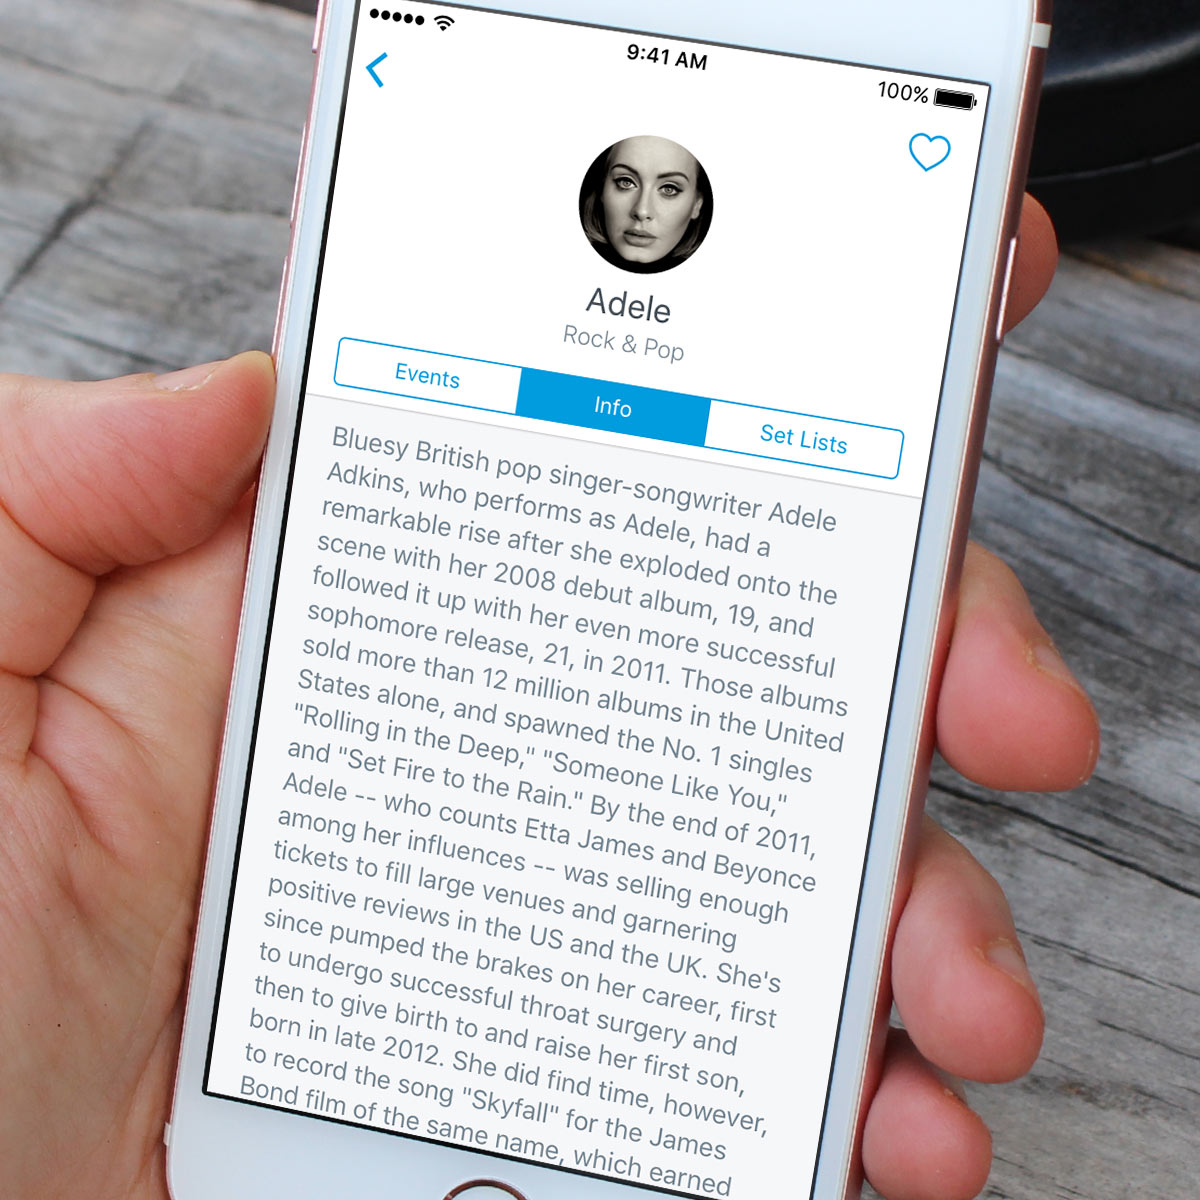 9:41 AM
100%
Adele
Rock & Pop
Events
Info
Set Lists
Bluesy British pop singer-songwriter Adele
Adkins, who performs as Adele, had a
remarkable rise after she exploded onto the
scene with her 2008 debut album, 19, and
followed it up with her even more successful
sophomore release, 21, in 2011. Those albums
sold more than 12 million albums in the United
States alone, and spawned the No. 1 singles
"Rolling in the Deep," "Someone Like You,"
and "Set Fire to the Rain." By the end of 2011,
Adele -- who counts Etta James and Beyonce
among her influences -- was selling enough
tickets to fill large venues and garnering
positive reviews in the US and the UK. She's
since pumped the brakes on her career, first
to undergo successful throat surgery and
then to give birth to and raise her first son,
born in late 2012. She did find time, however,
to record the song "Skyfall" for the James
Bond film of the same name, which earned